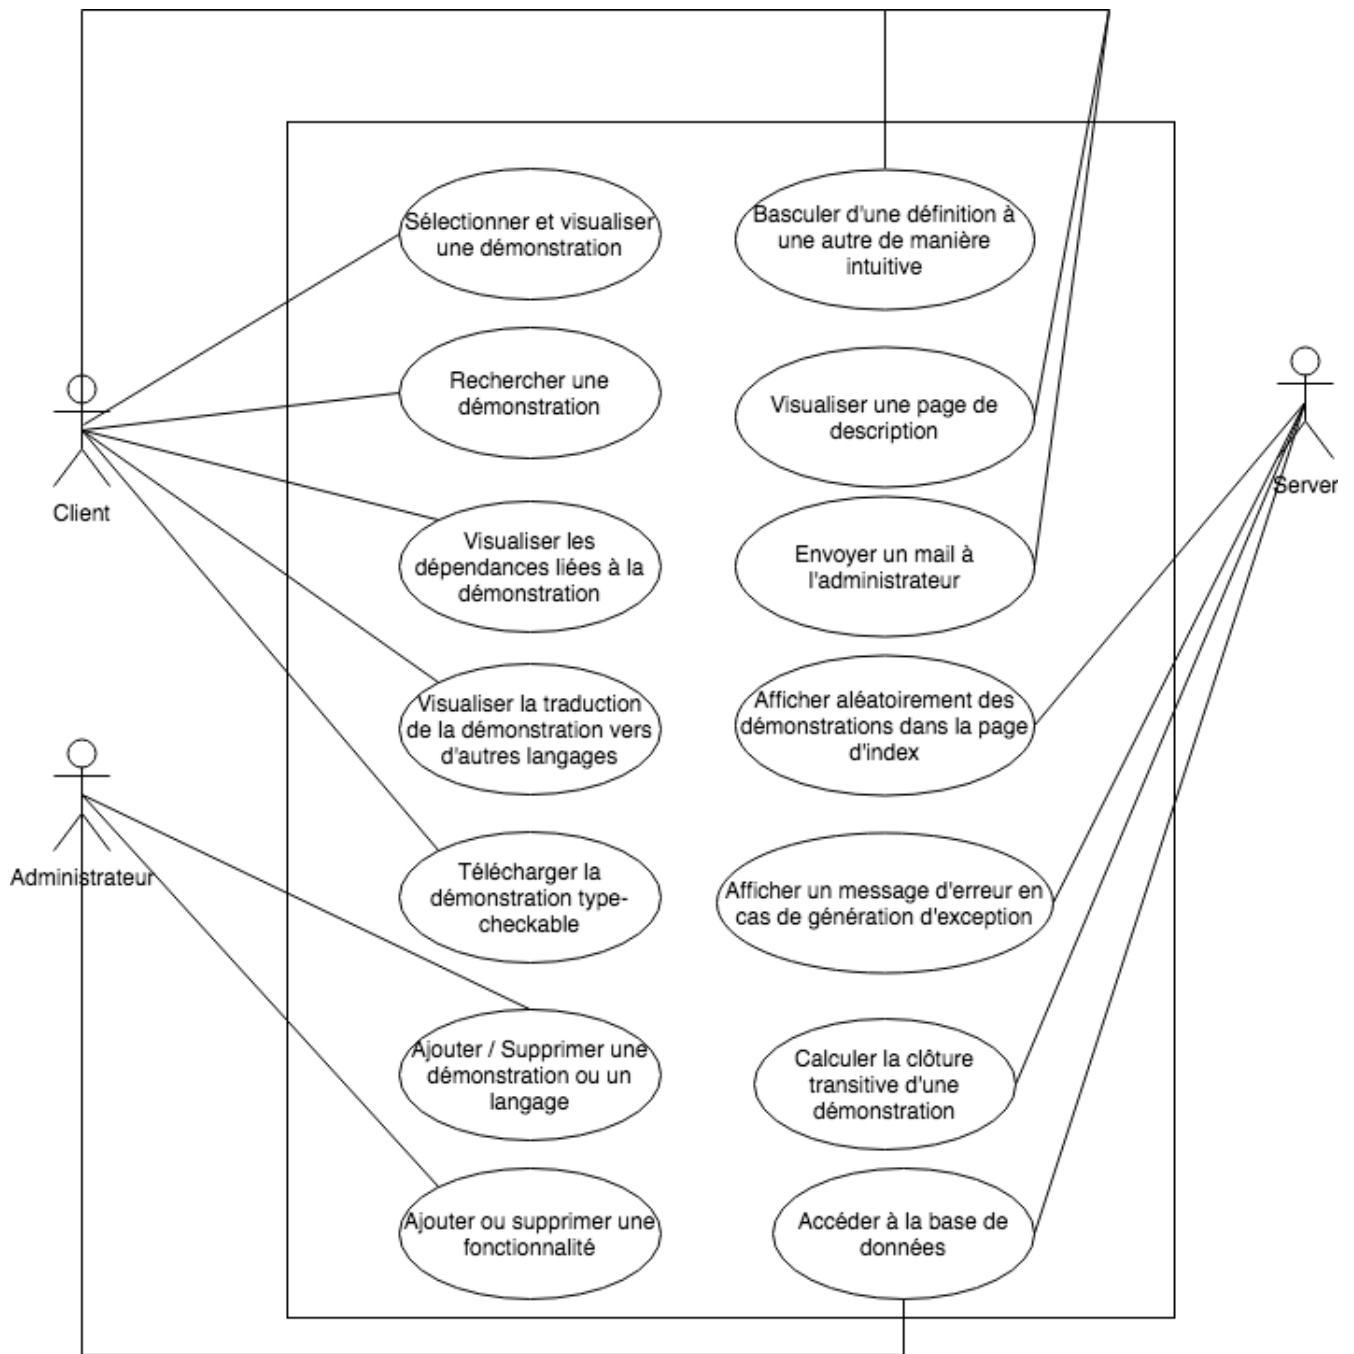 Sélectionner et visualiser
une démonstration
Basculer d'une définition à
une autre de manière
intuitive
Rechercher une
démonstration
Visualiser une page de
description
Client
Server
Visualiser les
dépendances liées à la
démonstration
Envoyer un mail à
l'administrateur
Visualiser la traduction
de la démonstration vers
d'autres langages
Afficher aléatoirement des
démonstrations dans la page
d'index
Administrateur
Télécharger la
démonstration type-
checkable
Afficher un message d'erreur en
cas de génération d'exception
Ajouter / Supprimer une
démonstration ou un
langage
Calculer la clôture
transitive d'une
démonstration
Ajouter ou supprimer une
fonctionnalité
Accéder à la base de
données